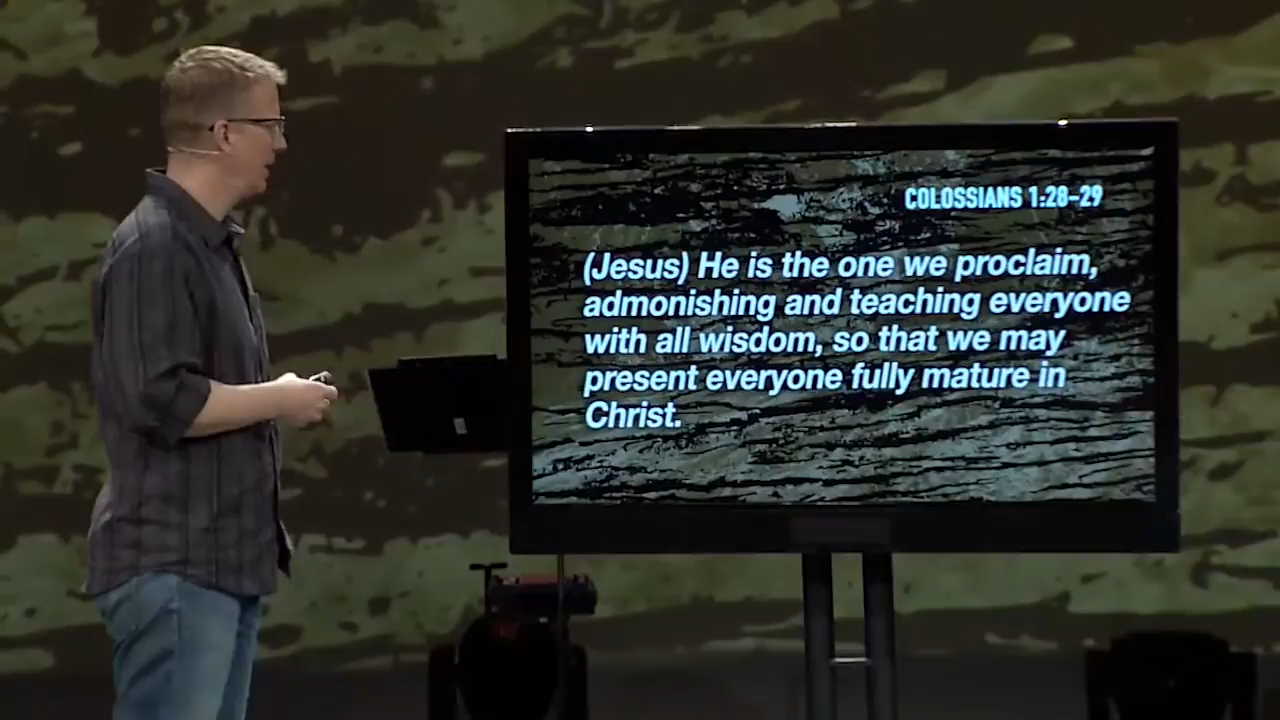 COLOSSIANS 1:28–29
(Jesus) He is the one we proclaim,
admonishing and teaching everyone
with all wisdom, so that we may
present everyone fully mature in
Christ.